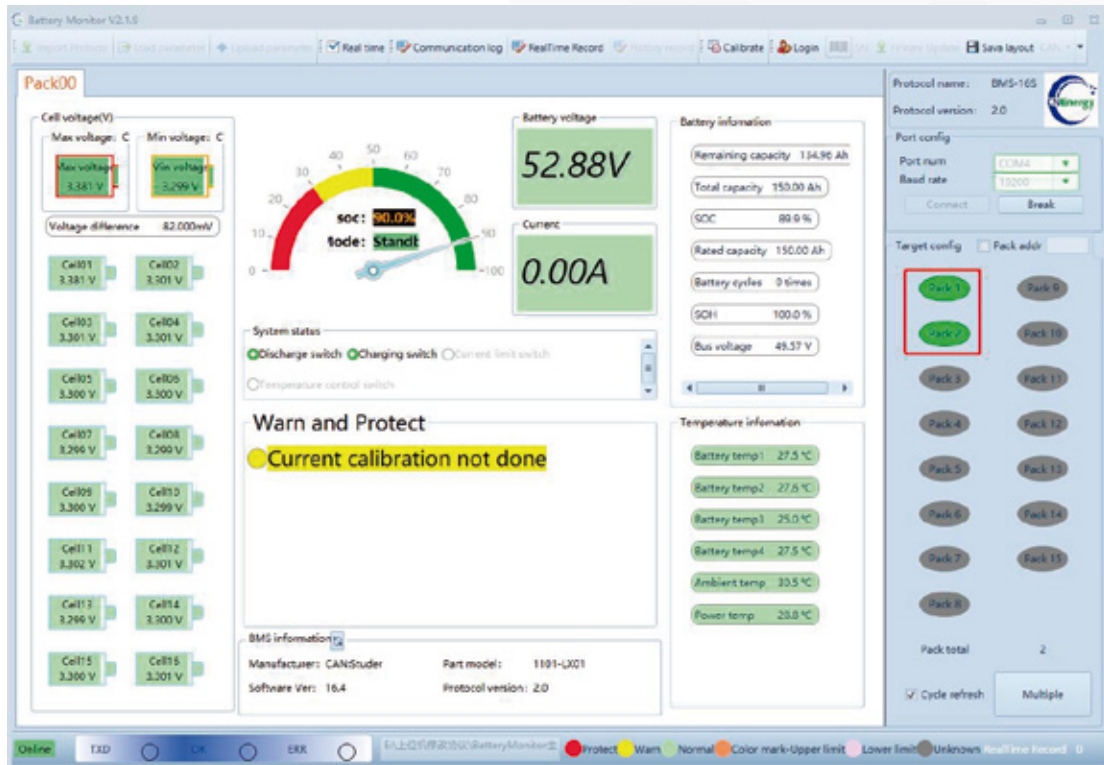 Battery Monitor V2.1.6
Real time Communication log RealTime Record Calibrate Login Save layout
Pack00
Cell voltage(V)
Max voltage: C Min voltage: C
Max voltage
3.381 V
3.299 V
Voltage difference 82.000mV
Cell01 Cell02
3.381 V 3.301 V
Cell03 Cell04
3.301 V 3.301 V
Cell05 Cell06
3.300 V 3.300 V
Cell07 Cell08
3.299 V 3.299 V
Cell09 Cell10
3.300 V 3.299 V
Cell11 Cell12
3.302 V 3.301 V
Cell13 Cell14
3.299 V 3.300 V
Cell15 Cell16
3.300 V 3.301 V
0 10 20 30 40 50 60 70 80 90 100
soc: 90.0%
Standb
Battery voltage
52.88V
Current
0.00A
System status
Discharge switch Charging switch Current limit switch
Temperature control switch
Warn and Protect
Current calibration not done
BMS information
Manufacturer: CAN:Studer Part model: 1101-LX01
Software Ver: 16.4 Protocol version: 2.0
Battery infomation
Remaining capacity 134.96 Ah
Total capacity 150.00 Ah
SOC 89.9 %
Rated capacity 150.00 Ah
Battery cycles 0 times
SOH 100.0 %
Bus voltage 49.57 V
Temperature infomation
Battery temp1 27.5 ℃
Battery temp2 27.6 ℃
Battery temp3 25.0 ℃
Battery temp4 27.5 ℃
Ambient temp 30.5 ℃
Power temp 28.8 ℃
Protocol name: BMS-16S
Protocol version: 2.0
Port config
Port num COM4
Baud rate 19200
Connect Break
Target config Pack addr
Pack 1 Pack 9
Pack 2 Pack 10
Pack 3 Pack 11
Pack 4 Pack 12
Pack 5 Pack 13
Pack 6 Pack 14
Pack 7 Pack 15
Pack 8
Pack total 2
Cycle refresh Multiple
Online TXD OK ERR Protect Warn Normal Color mark-Upper limit Lower limit Unknown RealTime Record 0